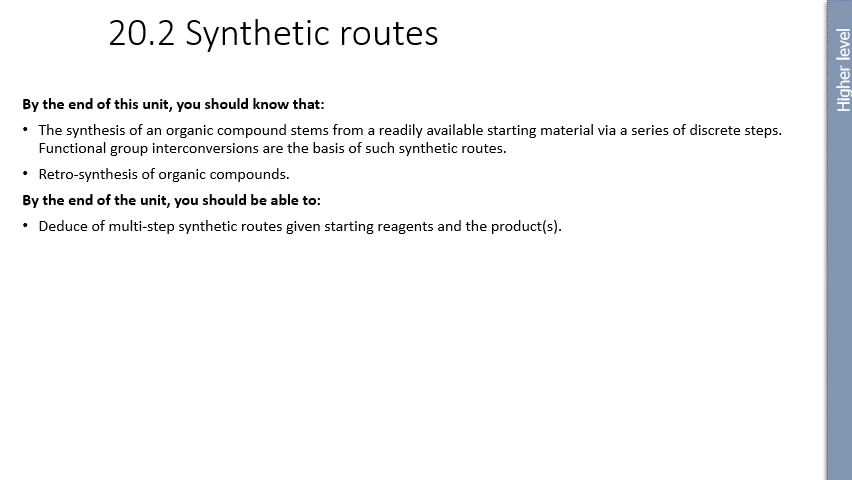 20.2 Synthetic routes
Higher level
By the end of this unit, you should know that:
• The synthesis of an organic compound stems from a readily available starting material via a series of discrete steps.
Functional group interconversions are the basis of such synthetic routes.
• Retro-synthesis of organic compounds.
By the end of the unit, you should be able to:
• Deduce of multi-step synthetic routes given starting reagents and the product(s).